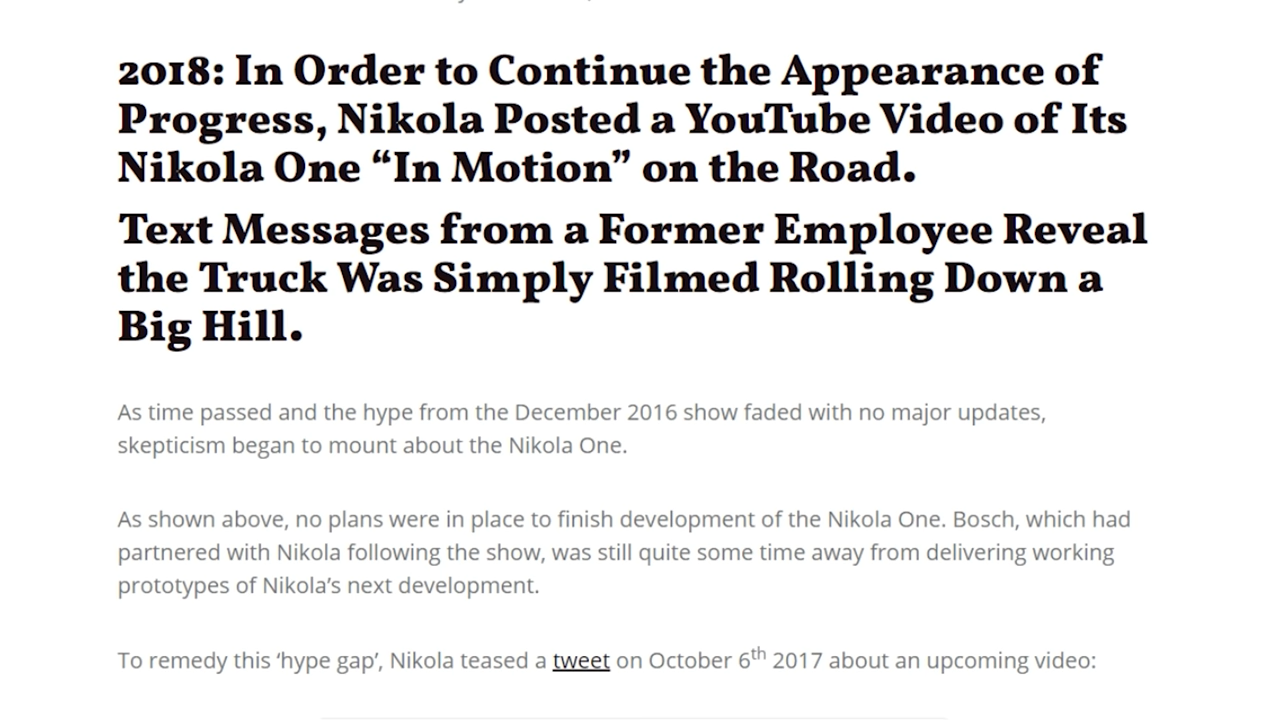 2018: In Order to Continue the Appearance of
Progress, Nikola Posted a YouTube Video of Its
Nikola One “In Motion” on the Road.
Text Messages from a Former Employee Reveal
the Truck Was Simply Filmed Rolling Down a
Big Hill.
As time passed and the hype from the December 2016 show faded with no major updates,
skepticism began to mount about the Nikola One.
As shown above, no plans were in place to finish development of the Nikola One. Bosch, which had
partnered with Nikola following the show, was still quite some time away from delivering working
prototypes of Nikola’s next development.
To remedy this ‘hype gap’, Nikola teased a tweet on October 6th 2017 about an upcoming video: